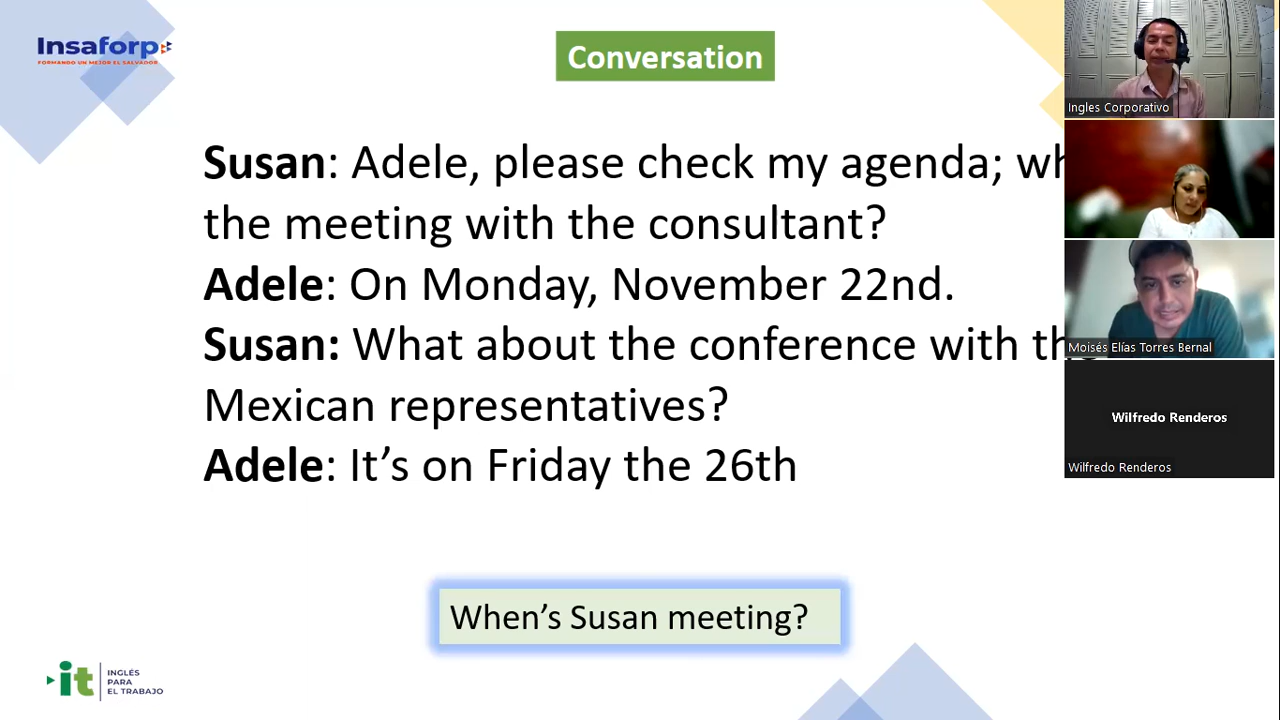 Insaforp
FORMANDO UN MEJOR EL SALVADOR
Conversation
Susan: Adele, please check my agenda; wh
the meeting with the consultant?
Adele: On Monday, November 22nd.
Susan: What about the conference with th
Mexican representatives?
Adele: It’s on Friday the 26th
When’s Susan meeting?
it
INGLÉS
PARA
EL TRABAJO
Ingles Corporativo
Moisés Elías Torres Bernal
Wilfredo Renderos
Wilfredo Renderos